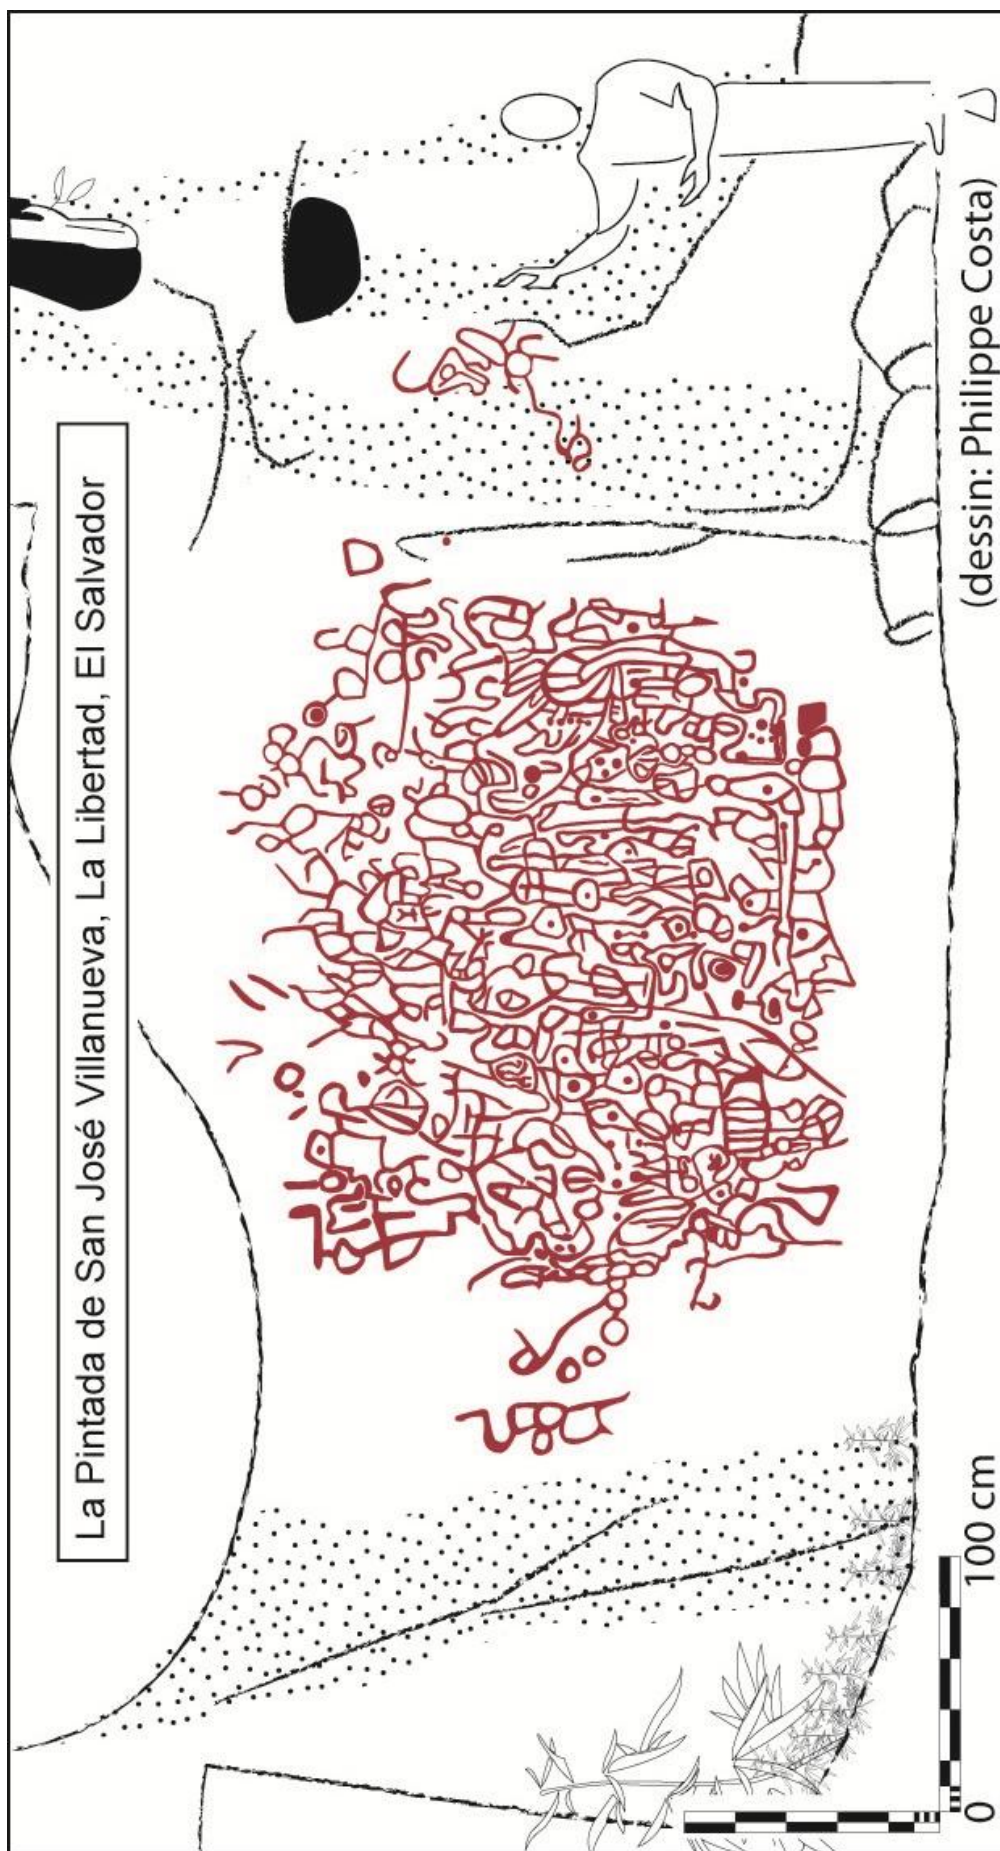 La Pintada de San José Villanueva, La Libertad, El Salvador
0
100 cm
(dessin: Philippe Costa)